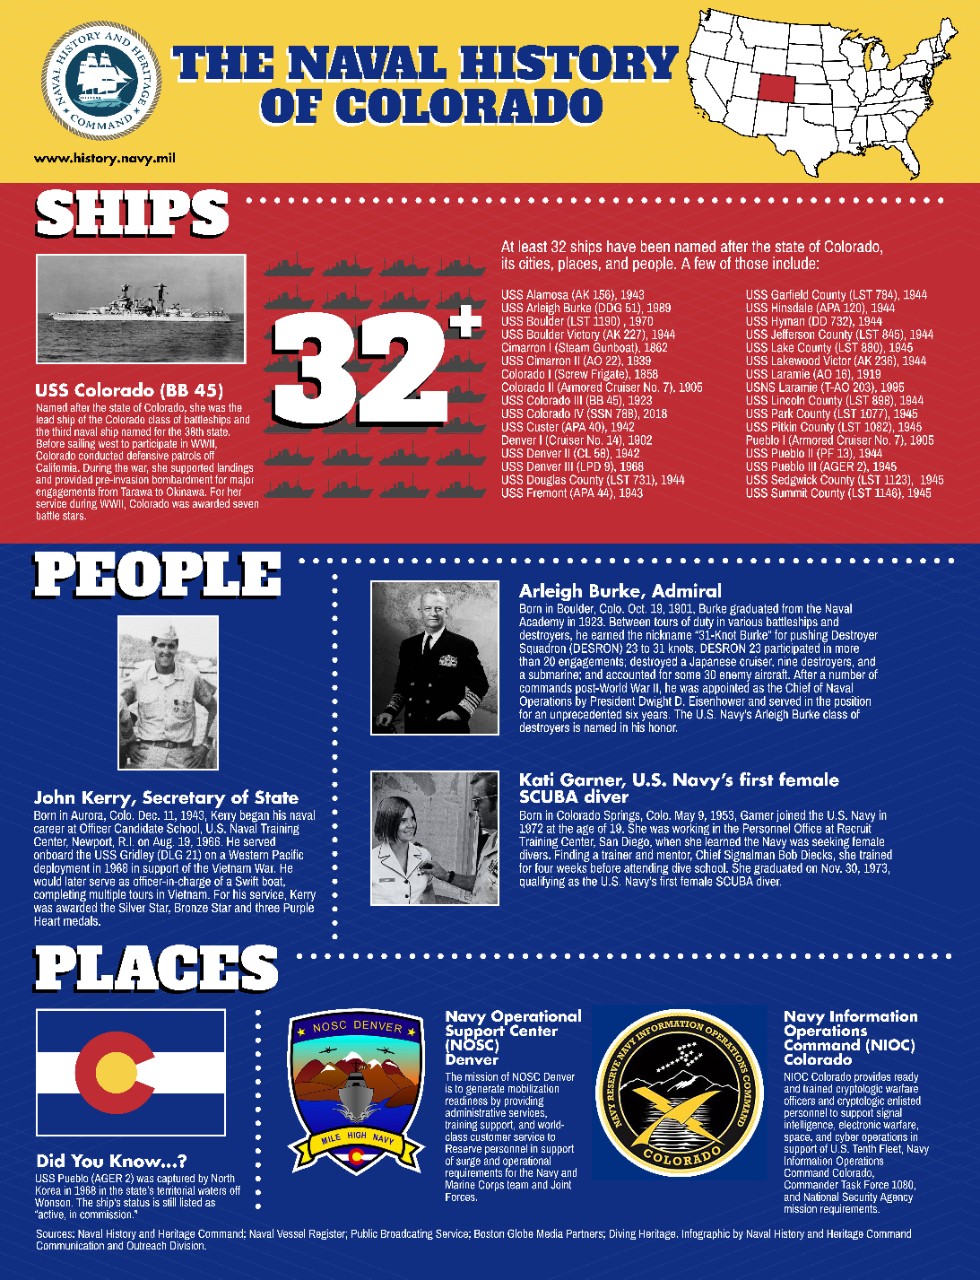 NAVAL HISTORY AND HERITAGE
COMMAND
THE NAVAL HISTORY
OF COLORADO
www.history.navy.mil
SHIPS
USS Colorado (BB 45)
Named after the state of Colorado, she was the
lead ship of the Colorado class of battleships and
the third naval ship named for the 38th state.
Before sailing west to participate in WWII,
Colorado conducted defensive patrols off
California. During the war, she supported landings
and provided pre-invasion bombardment for major
engagements from Tarawa to Okinawa. For her
service during WWII, Colorado was awarded seven
battle stars.
32+
At least 32 ships have been named after the state of Colorado,
its cities, places, and people. A few of those include:
USS Alamosa (AK 156), 1943
USS Arleigh Burke (DDG 51), 1989
USS Boulder (LST 1190) , 1970
USS Boulder Victory (AK 227), 1944
Cimarron I (Steam Gunboat), 1862
USS Cimarron II (AO 22), 1939
Colorado I (Screw Frigate), 1858
Colorado II (Armored Cruiser No. 7), 1905
USS Colorado III (BB 45), 1923
USS Colorado IV (SSN 788), 2018
USS Custer (APA 40), 1942
Denver I (Cruiser No. 14), 1902
USS Denver II (CL 58), 1942
USS Denver III (LPD 9), 1968
USS Douglas County (LST 731), 1944
USS Fremont (APA 44), 1943
USS Garfield County (LST 784), 1944
USS Hinsdale (APA 120), 1944
USS Hyman (DD 732), 1944
USS Jefferson County (LST 845), 1944
USS Lake County (LST 880), 1945
USS Lakewood Victor (AK 236), 1944
USS Laramie (AO 16), 1919
USNS Laramie (T-AO 203), 1995
USS Lincoln County (LST 898), 1944
USS Park County (LST 1077), 1945
USS Pitkin County (LST 1082), 1945
Pueblo I (Armored Cruiser No. 7), 1905
USS Pueblo II (PF 13), 1944
USS Pueblo III (AGER 2), 1945
USS Sedgwick County (LST 1123), 1945
USS Summit County (LST 1146), 1945
PEOPLE
John Kerry, Secretary of State
Born in Aurora, Colo. Dec. 11, 1943, Kerry began his naval
career at Officer Candidate School, U.S. Naval Training
Center, Newport, R.I. on Aug. 19, 1966. He served
onboard the USS Gridley (DLG 21) on a Western Pacific
deployment in 1968 in support of the Vietnam War. He
would later serve as officer-in-charge of a Swift boat,
completing multiple tours in Vietnam. For his service, Kerry
was awarded the Silver Star, Bronze Star and three Purple
Heart medals.
Arleigh Burke, Admiral
Born in Boulder, Colo. Oct. 19, 1901, Burke graduated from the Naval
Academy in 1923. Between tours of duty in various battleships and
destroyers, he earned the nickname “31-Knot Burke” for pushing Destroyer
Squadron (DESRON) 23 to 31 knots. DESRON 23 participated in more
than 20 engagements; destroyed a Japanese cruiser, nine destroyers, and
a submarine; and accounted for some 30 enemy aircraft. After a number of
commands post-World War II, he was appointed as the Chief of Naval
Operations by President Dwight D. Eisenhower and served in the position
for an unprecedented six years. The U.S. Navy's Arleigh Burke class of
destroyers is named in his honor.
Kati Garner, U.S. Navy's first female
SCUBA diver
Born in Colorado Springs, Colo. May 9, 1953, Garner joined the U.S. Navy in
1972 at the age of 19. She was working in the Personnel Office at Recruit
Training Center, San Diego, when she learned the Navy was seeking female
divers. Finding a trainer and mentor, Chief Signalman Bob Diecks, she trained
for four weeks before attending dive school. She graduated on Nov. 30, 1973,
qualifying as the U.S. Navy's first female SCUBA diver.
PLACES
Did You Know...?
USS Pueblo (AGER 2) was captured by North
Korea in 1968 in the state's territorial waters off
Wonson. The ship's status is still listed as
“active, in commission.”
NOSC DENVER
MILE HIGH NAVY
Navy Operational
Support Center
(NOSC)
Denver
The mission of NOSC Denver
is to generate mobilization
readiness by providing
administrative services,
training support, and world-
class customer service to
Reserve personnel in support
of surge and operational
requirements for the Navy and
Marine Corps team and Joint
Forces.
NAVY RESERVE NAVY INFORMATION OPERATIONS COMMAND
COLORADO
Navy Information
Operations
Command (NIOC)
Colorado
NIOC Colorado provides ready
and trained cryptologic warfare
officers and cryptologic enlisted
personnel to support signal
intelligence, electronic warfare,
space, and cyber operations in
support of U.S. Tenth Fleet, Navy
Information Operations
Command Colorado,
Commander Task Force 1080,
and National Security Agency
mission requirements.
Sources: Naval History and Heritage Command; Naval Vessel Register; Public Broadcasting Service; Boston Globe Media Partners; Diving Heritage. Infographic by Naval History and Heritage Command
Communication and Outreach Division.